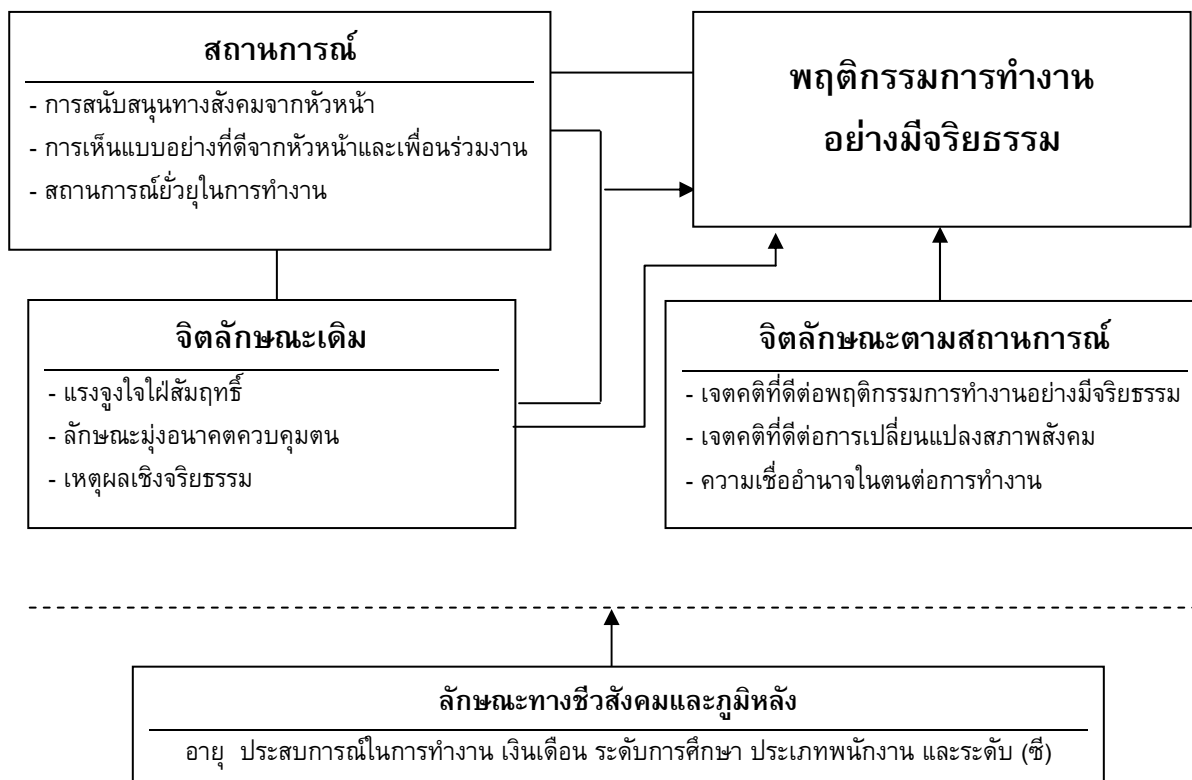 สถานการณ์
- การสนับสนุนทางสังคมจากหัวหน้า
- การเห็นแบบอย่างที่ดีจากหัวหน้าและเพื่อนร่วมงาน
- สถานการณ์ยั่วยุในการทำงาน
พฤติกรรมการทำงาน
อย่างมีจริยธรรม
จิตลักษณะเดิม
- แรงจูงใจใฝ่สัมฤทธิ์
- ลักษณะมุ่งอนาคตควบคุมตน
- เหตุผลเชิงจริยธรรม
จิตลักษณะตามสถานการณ์
- เจตคติที่ดีต่อพฤติกรรมการทำงานอย่างมีจริยธรรม
- เจตคติที่ดีต่อการเปลี่ยนแปลงสภาพสังคม
- ความเชื่ออำนาจในตนต่อการทำงาน
ลักษณะทางชีวสังคมและภูมิหลัง
อายุ ประสบการณ์ในการทำงาน เงินเดือน ระดับการศึกษา ประเภทพนักงาน และระดับ (ซี)